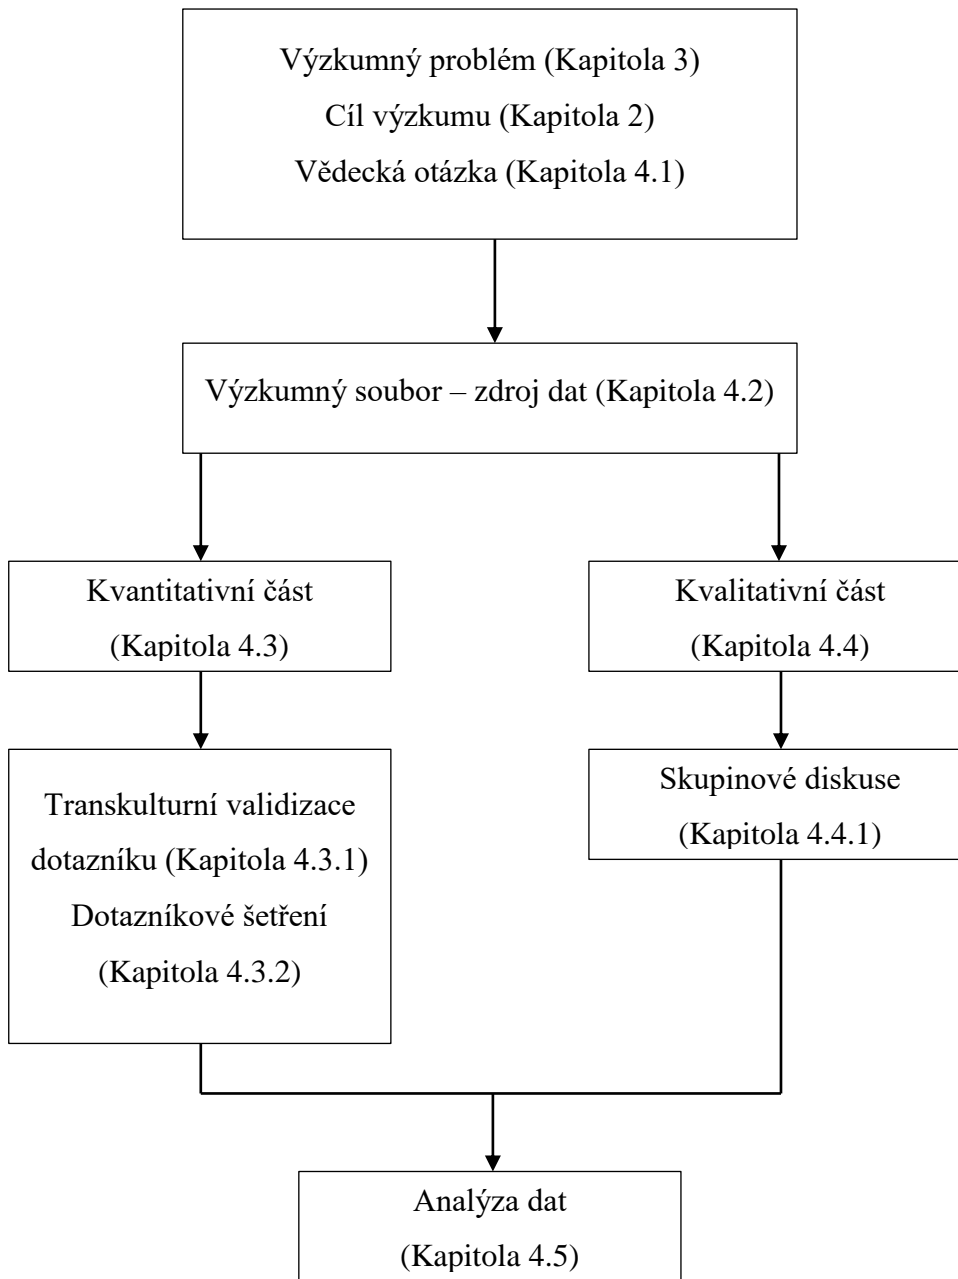 Výzkumný problém (Kapitola 3)
Cíl výzkumu (Kapitola 2)
Vědecká otázka (Kapitola 4.1)
Výzkumný soubor – zdroj dat (Kapitola 4.2)
Kvantitativní část
(Kapitola 4.3)
Kvalitativní část
(Kapitola 4.4)
Transkulturní validizace
dotazníku (Kapitola 4.3.1)
Dotazníkové šetření
(Kapitola 4.3.2)
Skupinové diskuse
(Kapitola 4.4.1)
Analýza dat
(Kapitola 4.5)